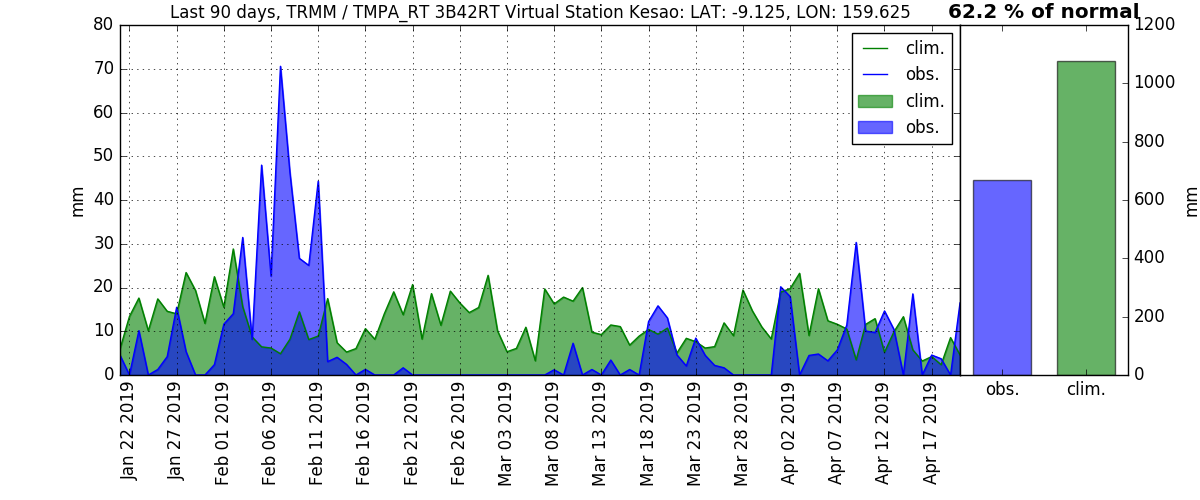 Last 90 days, TRMM / TMPA_RT 3B42RT Virtual Station Kesao: LAT: -9.125, LON: 159.625
62.2 % of normal
80
70
60
50
40
30
20
10
0
mm
clim.
obs.
clim.
obs.
1200
1000
800
600
400
200
0
mm
obs.
clim.
Jan 22 2019
Jan 27 2019
Feb 01 2019
Feb 06 2019
Feb 11 2019
Feb 16 2019
Feb 21 2019
Feb 26 2019
Mar 03 2019
Mar 08 2019
Mar 13 2019
Mar 18 2019
Mar 23 2019
Mar 28 2019
Apr 02 2019
Apr 07 2019
Apr 12 2019
Apr 17 2019